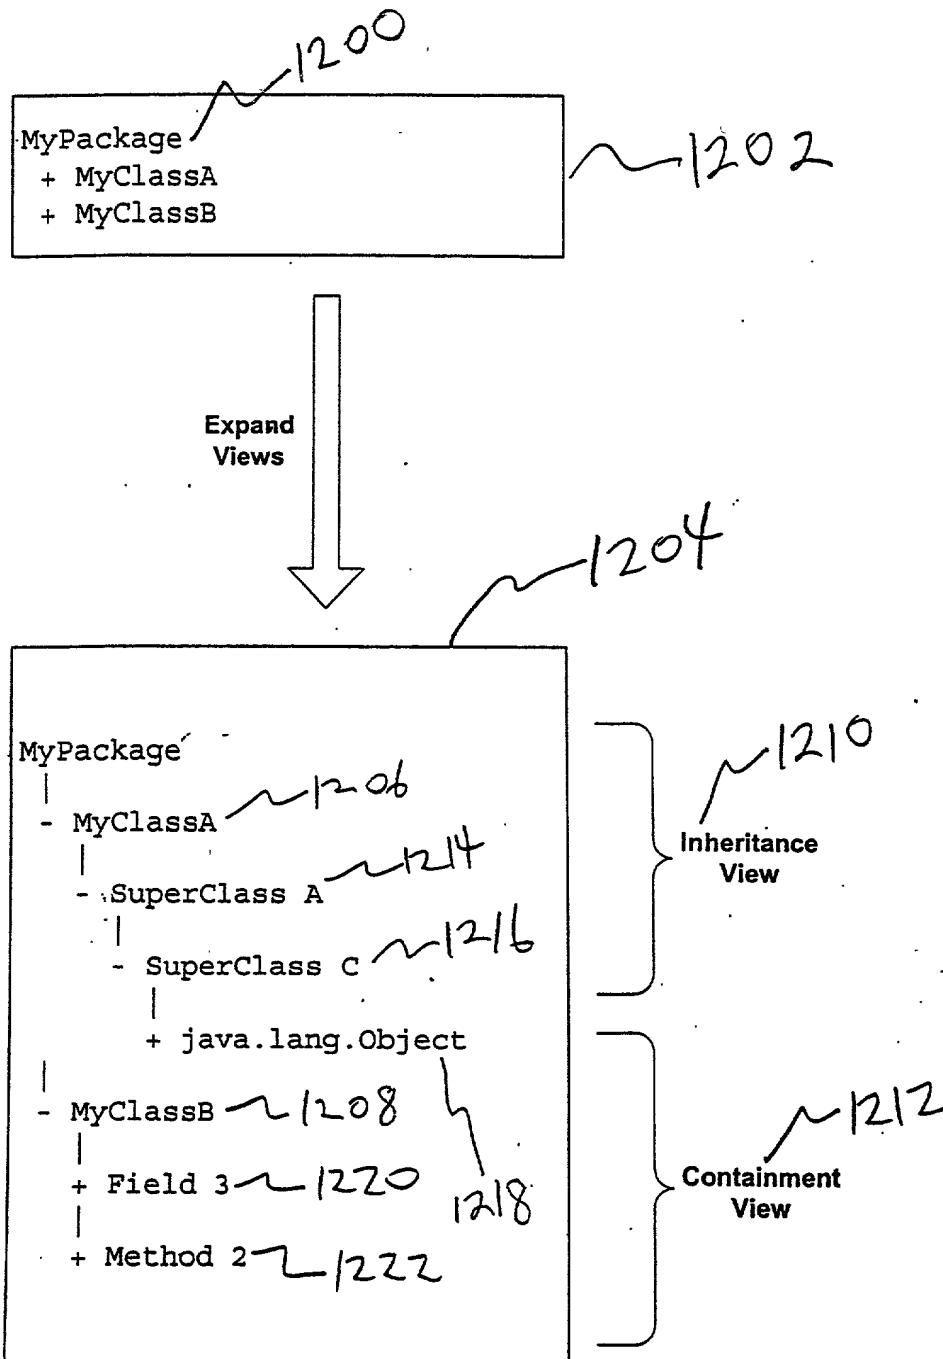 1200
MyPackage
+ MyClassA
+ MyClassB
1202
Expand
Views
1204
MyPackage
- MyClassA 1206
- SuperClass A 1214
- SuperClass C 1216
+ java.lang.Object
1210
Inheritance
View
- MyClassB 1208
+ Field 3 1220
1218
+ Method 2 1222
1212
Containment
View